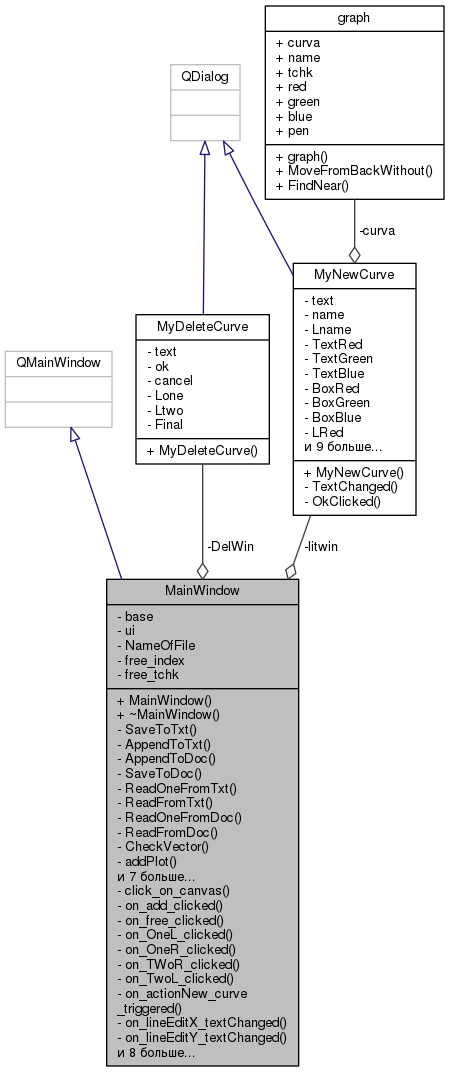 graph
+ curva
+ name
+ tchk
+ red
+ green
+ blue
+ pen
+ graph()
+ MoveFromBackWithout()
+ FindNear()
QDialog
-curva
MyNewCurve
- text
- name
- Lname
- TextRed
- TextGreen
- TextBlue
- BoxRed
- BoxGreen
- BoxBlue
- LRed
и 9 больше...
+ MyNewCurve()
- TextChanged()
- OkClicked()
MyDeleteCurve
- text
- ok
- cancel
- Lone
- Ltwo
- Final
+ MyDeleteCurve()
QMainWindow
-DelWin
-litwin
MainWindow
- base
- ui
- NameOfFile
- free_index
- free_tchk
+ MainWindow()
+ ~MainWindow()
- SaveToTxt()
- AppendToTxt()
- AppendToDoc()
- SaveToDoc()
- ReadOneFromTxt()
- ReadFromTxt()
- ReadOneFromDoc()
- ReadFromDoc()
- CheckVector()
- addPlot()
и 7 больше...
- click_on_canvas()
- on_add_clicked()
- on_free_clicked()
- on_OneL_clicked()
- on_OneR_clicked()
- on_TWoR_clicked()
- on_TwoL_clicked()
- on_actionNew_curve
_triggered()
- on_lineEditX_textChanged()
- on_lineEditY_textChanged()
и 8 больше...